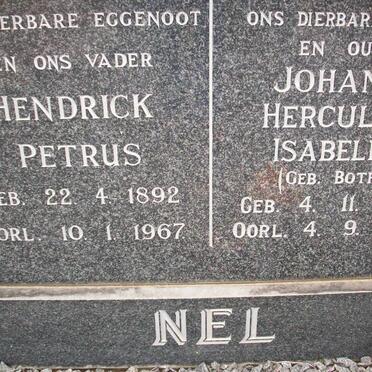 ERBARE EGGENOOT
EN ONS VADER
HENDRICK
PETRUS
GEB. 22. 4. 1892
OORL. 10. 1. 1967
ONS DIERBAR
EN OU
JOHAN
HERCUL
ISABEL
(GEB. BOTH
GEB. 4. 11.
OORL. 4. 9.
NEL